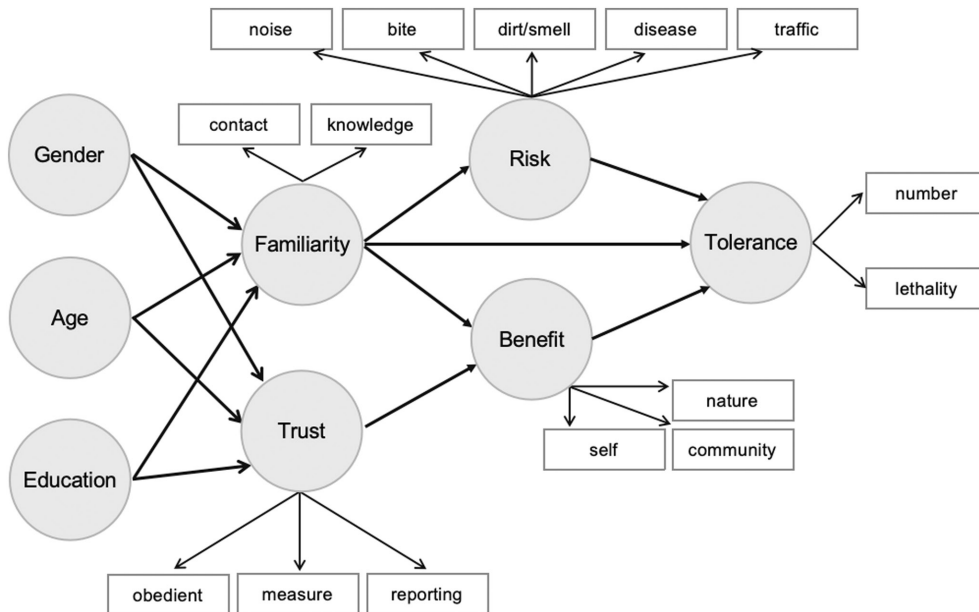 noise
bite
dirt/smell
disease
traffic
contact
knowledge
Gender
Risk
number
Familiarity
Tolerance
lethality
Age
Benefit
nature
Trust
self
community
Education
obedient
measure
reporting